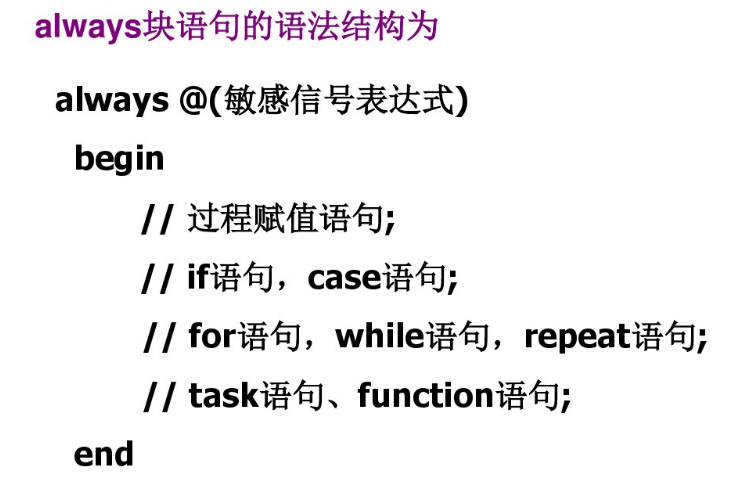 always块语句的语法结构为
always @(敏感信号表达式)
begin
// 过程赋值语句;
// if语句，case语句;
// for语句，while语句，repeat语句;
// task语句、function语句;
end